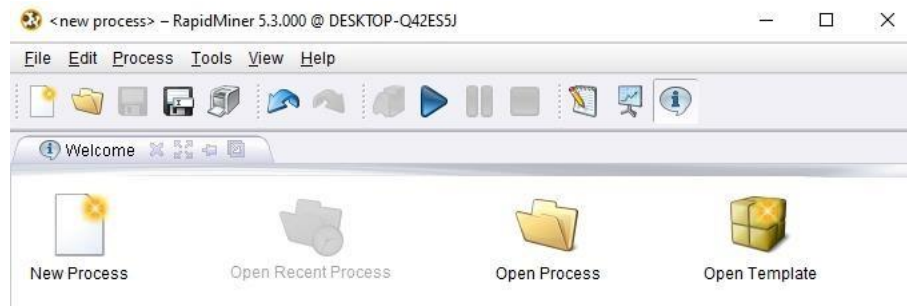 <new process> – RapidMiner 5.3.000 @ DESKTOP-Q42ES5J
File Edit Process Tools View Help
Welcome
New Process Open Recent Process Open Process Open Template